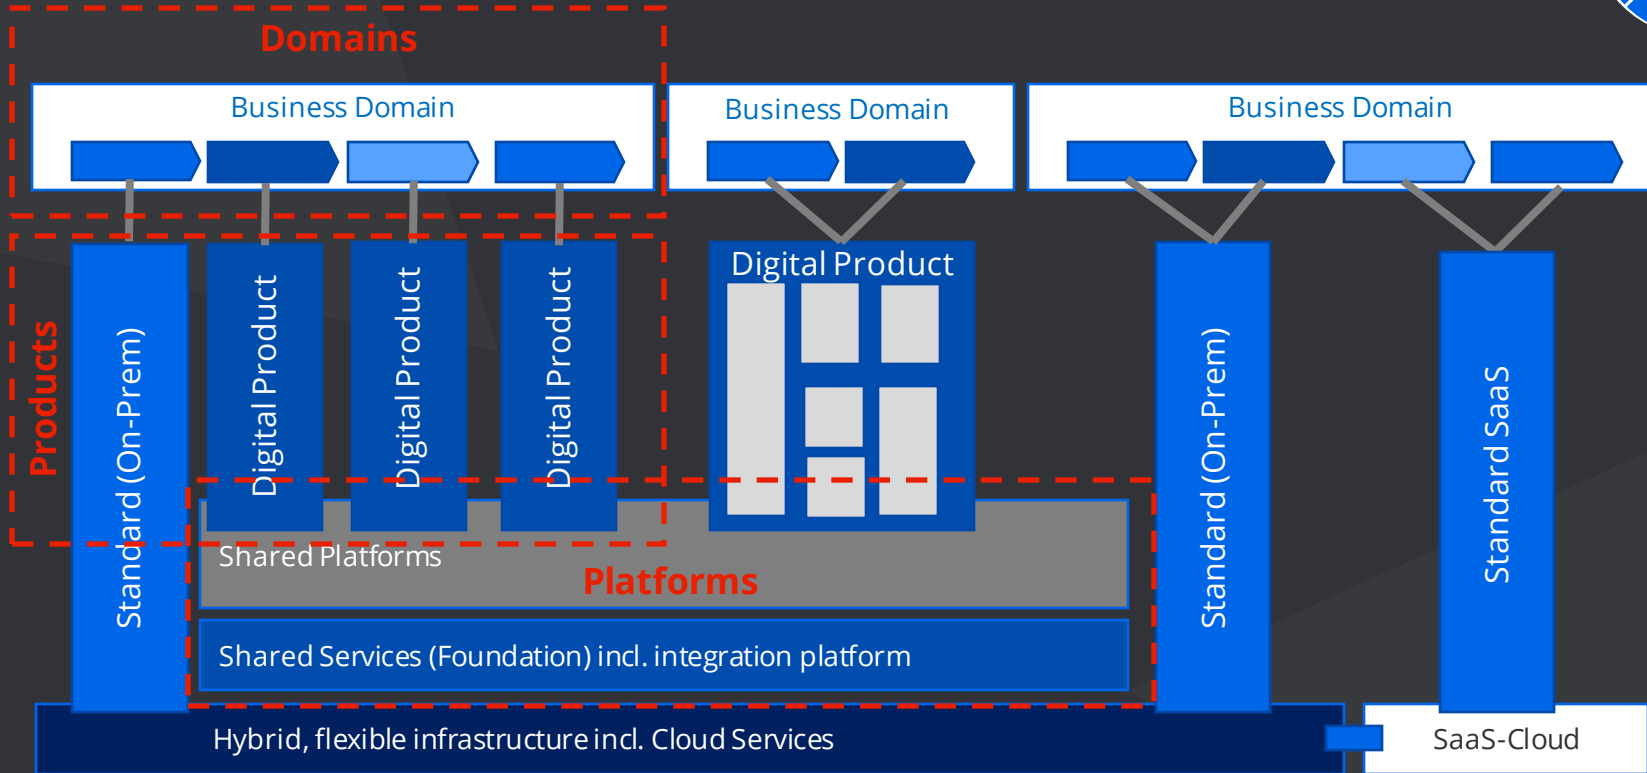 Domains
Business Domain
Business Domain
Business Domain
Products
Standard (On-Prem)
Digital Product
Digital Product
Digital Product
Digital Product
Standard (On-Prem)
Standard SaaS
Shared Platforms
Platforms
Shared Services (Foundation) incl. integration platform
Hybrid, flexible infrastructure incl. Cloud Services
SaaS-Cloud